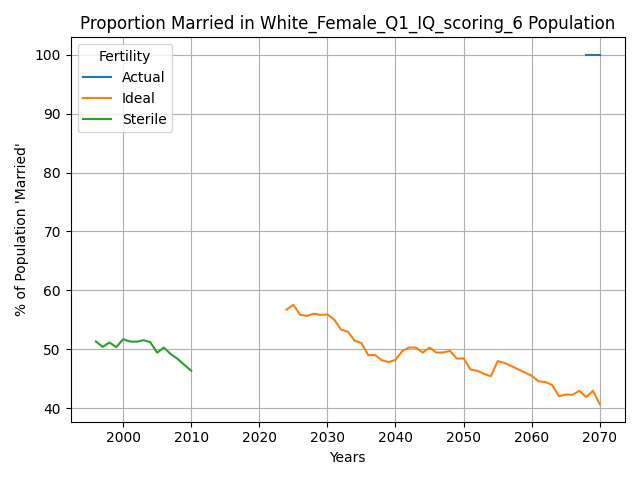 Proportion Married in White_Female_Q1_IQ_scoring_6 Population
Fertility
Actual
Ideal
Sterile
% of Population 'Married'
100
90
80
70
60
50
40
2000
2010
2020
2030
2040
2050
2060
2070
Years